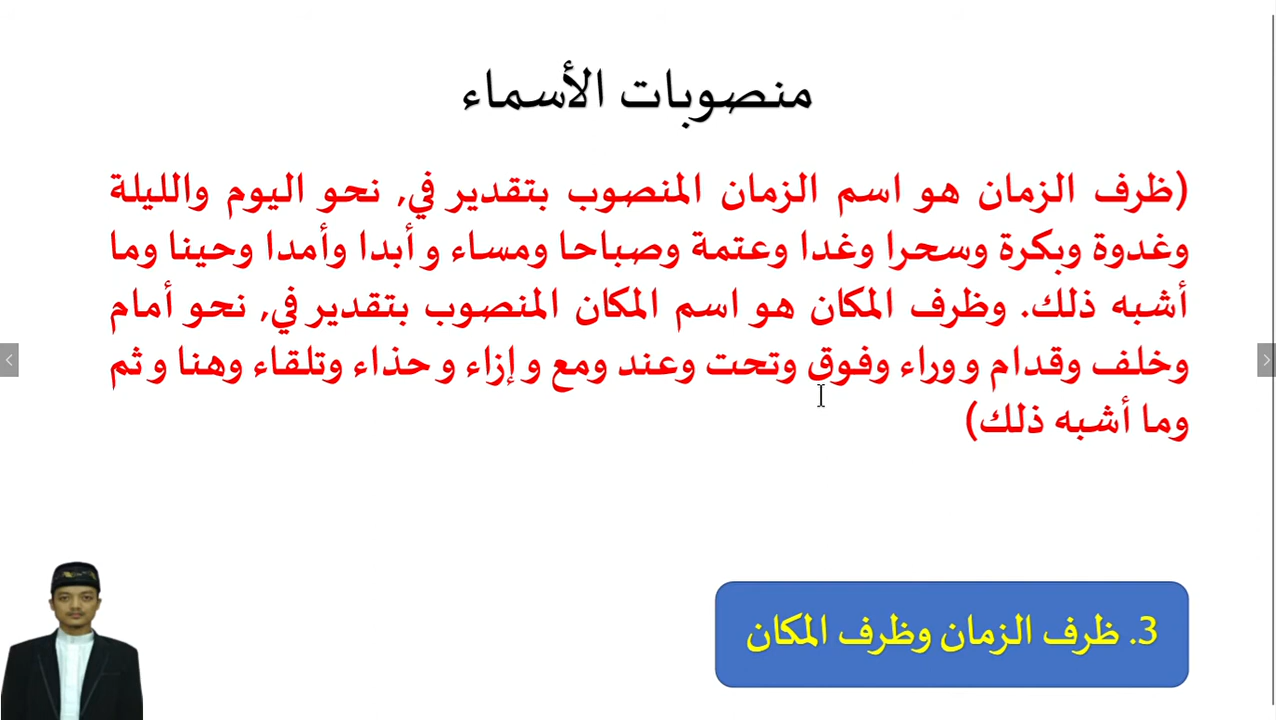 منصوبات الأسماء
(ظرف الزمان هو اسم الزمان المنصوب بتقدير في, نحو اليوم والليلة
وغدوة وبكرة وسحرا وغدا وعتمة وصباحا ومساء و أبدا وأمدا وحينا وما
أشبه ذلك. وظرف المكان هو اسم المكان المنصوب بتقدير في, نحو أمام
وخلف وقدام و وراء وفوق وتحت وعند ومع و إزاء و حذاء وتلقاء وهنا و ثم
وما أشبه ذلك)
3. ظرف الزمان وظرف المكان